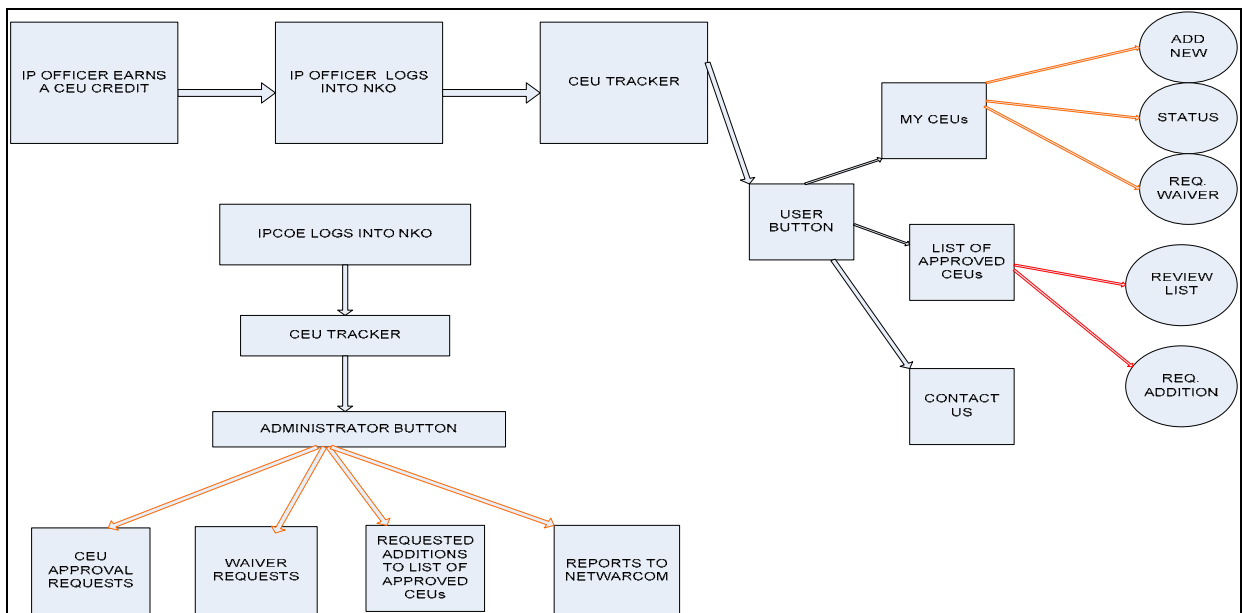 IP OFFICER EARNS
A CEU CREDIT
IP OFFICER LOGS
INTO NKO
CEU TRACKER
USER
BUTTON
MY CEUs
ADD
NEW
STATUS
REQ.
WAIVER
LIST OF
APPROVED
CEUs
REVIEW
LIST
REQ.
ADDITION
CONTACT
US
IPCOE LOGS INTO NKO
CEU TRACKER
ADMINISTRATOR BUTTON
CEU
APPROVAL
REQUESTS
WAIVER
REQUESTS
REQUESTED
ADDITIONS
TO LIST OF
APPROVED
CEUs
REPORTS TO
NETWARCOM